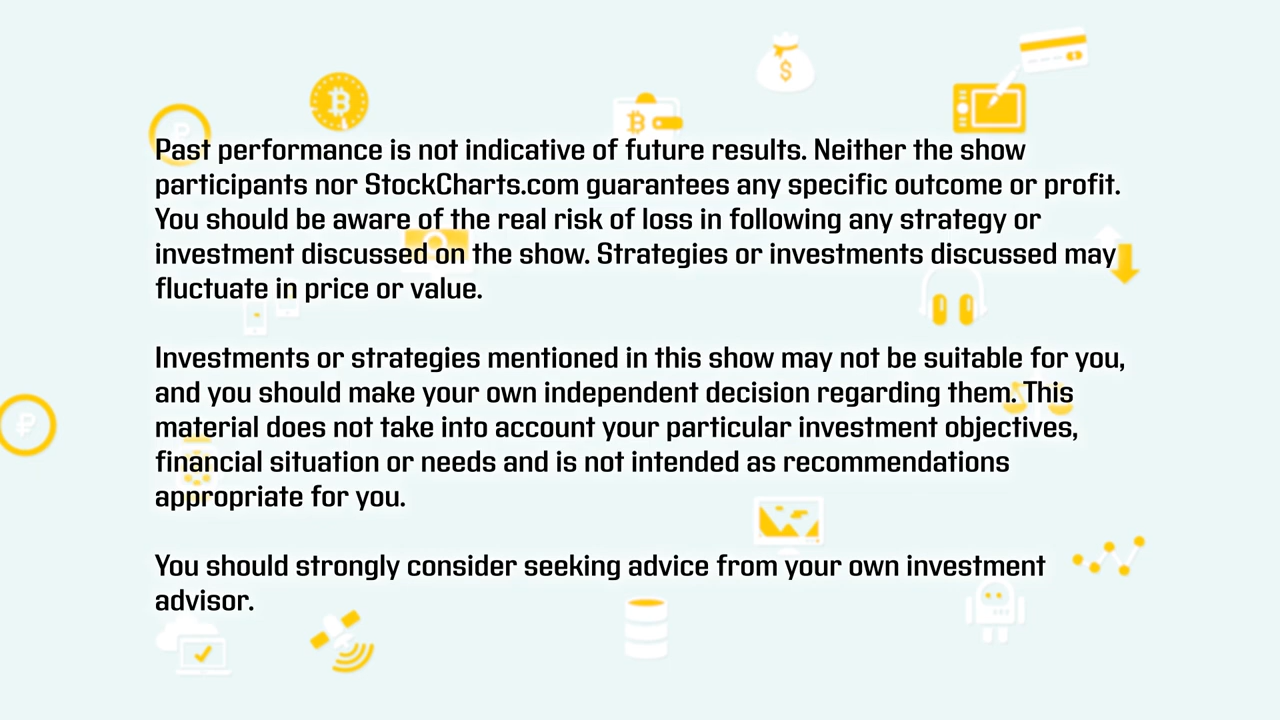 Past performance is not indicative of future results. Neither the show
participants nor StockCharts.com guarantees any specific outcome or profit.
You should be aware of the real risk of loss in following any strategy or
investment discussed on the show. Strategies or investments discussed may
fluctuate in price or value.
Investments or strategies mentioned in this show may not be suitable for you,
and you should make your own independent decision regarding them. This
material does not take into account your particular investment objectives,
financial situation or needs and is not intended as recommendations
appropriate for you.
You should strongly consider seeking advice from your own investment
advisor.